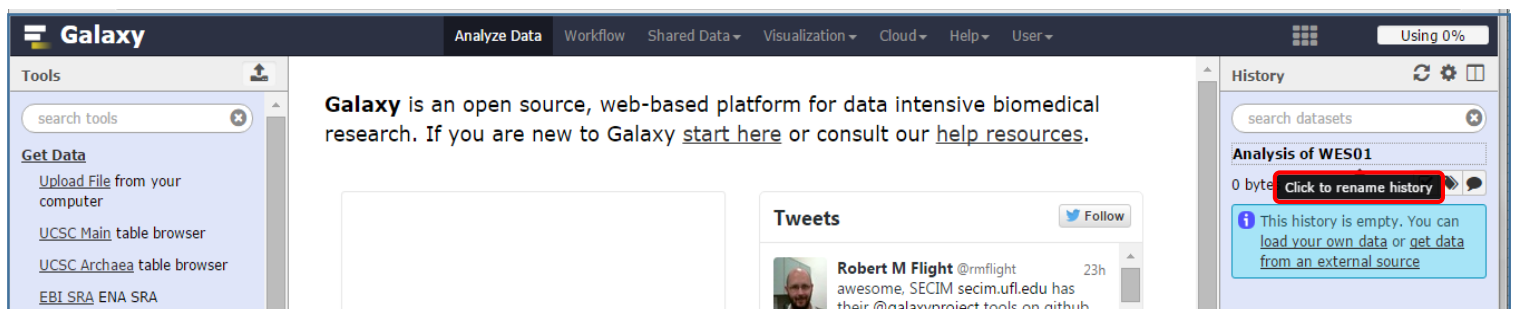 Galaxy
Analyze Data Workflow Shared Data Visualization Cloud Help User
Using 0%
Tools
search tools
Get Data
Upload File from your
computer
UCSC Main table browser
UCSC Archaea table browser
EBI SRA ENA SRA
Galaxy is an open source, web-based platform for data intensive biomedical
research. If you are new to Galaxy start here or consult our help resources.
Tweets
Follow
Robert M Flight @rmflight 23h
awesome, SECIM secim.ufl.edu has
their @galaxyproject tools on github
History
search datasets
Analysis of WES01
0 byte
Click to rename history
This history is empty. You can
load your own data or get data
from an external source